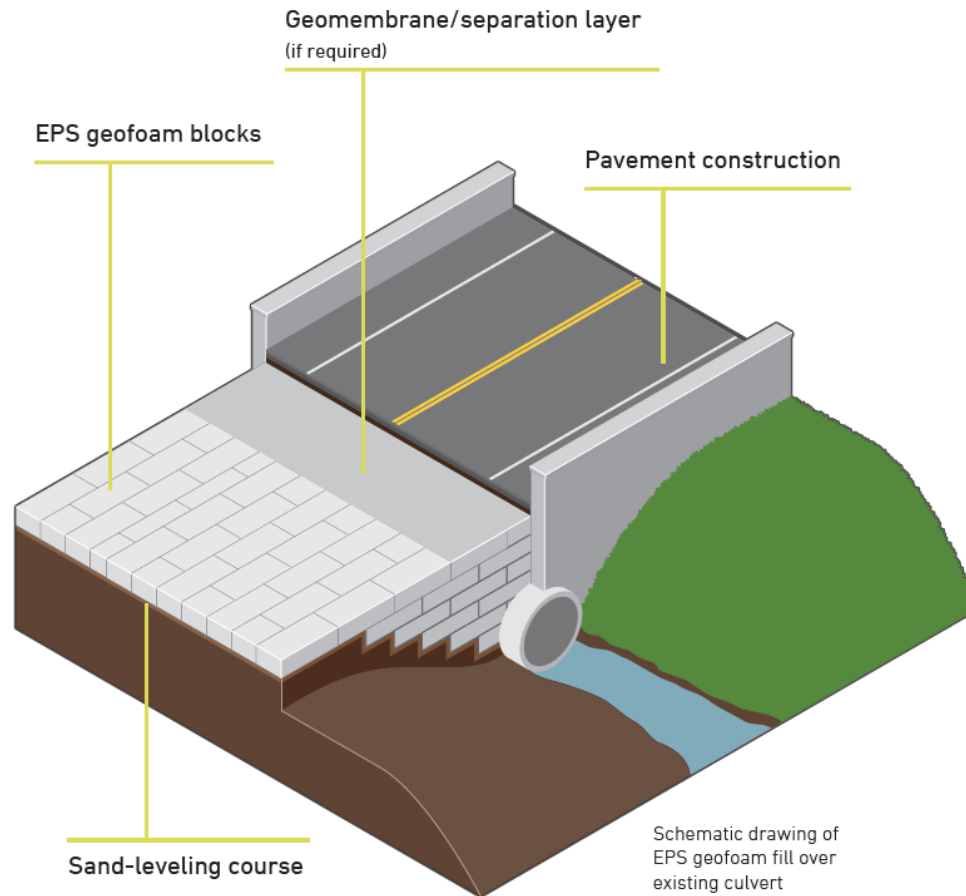 Geomembrane/separation layer
(if required)
EPS geofoam blocks
Pavement construction
Sand-leveling course
Schematic drawing of
EPS geofoam fill over
existing culvert